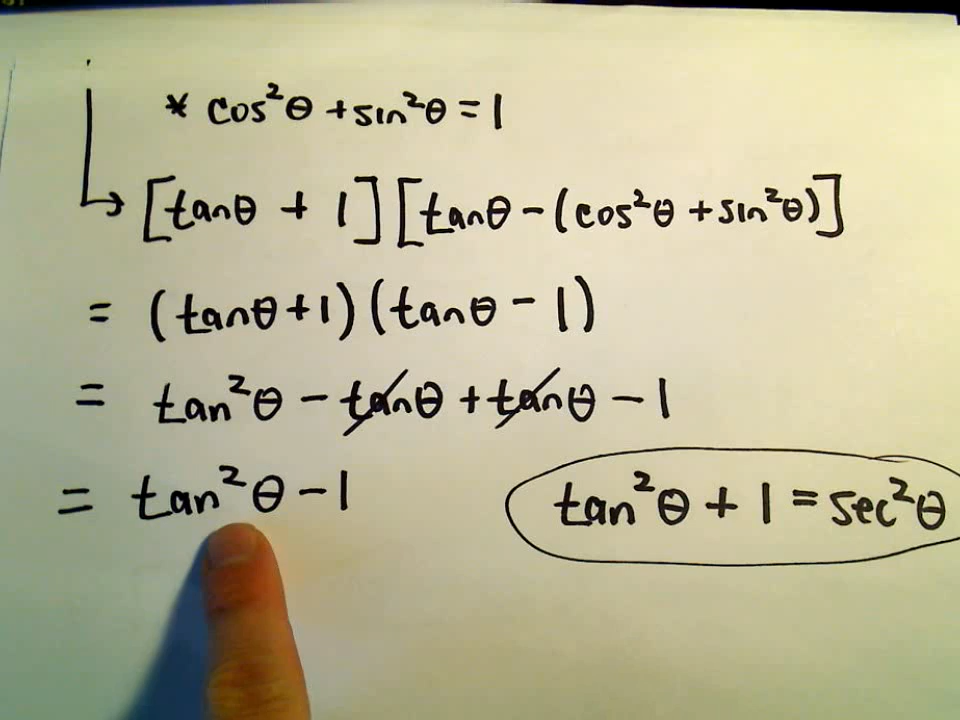 * cos²θ + sin²θ = 1
[tanθ + 1][tanθ - (cos²θ + sin²θ)]
= (tanθ + 1)(tanθ - 1)
= tan²θ - tanθ + tanθ - 1
= tan²θ - 1
tan²θ + 1 = sec²θ